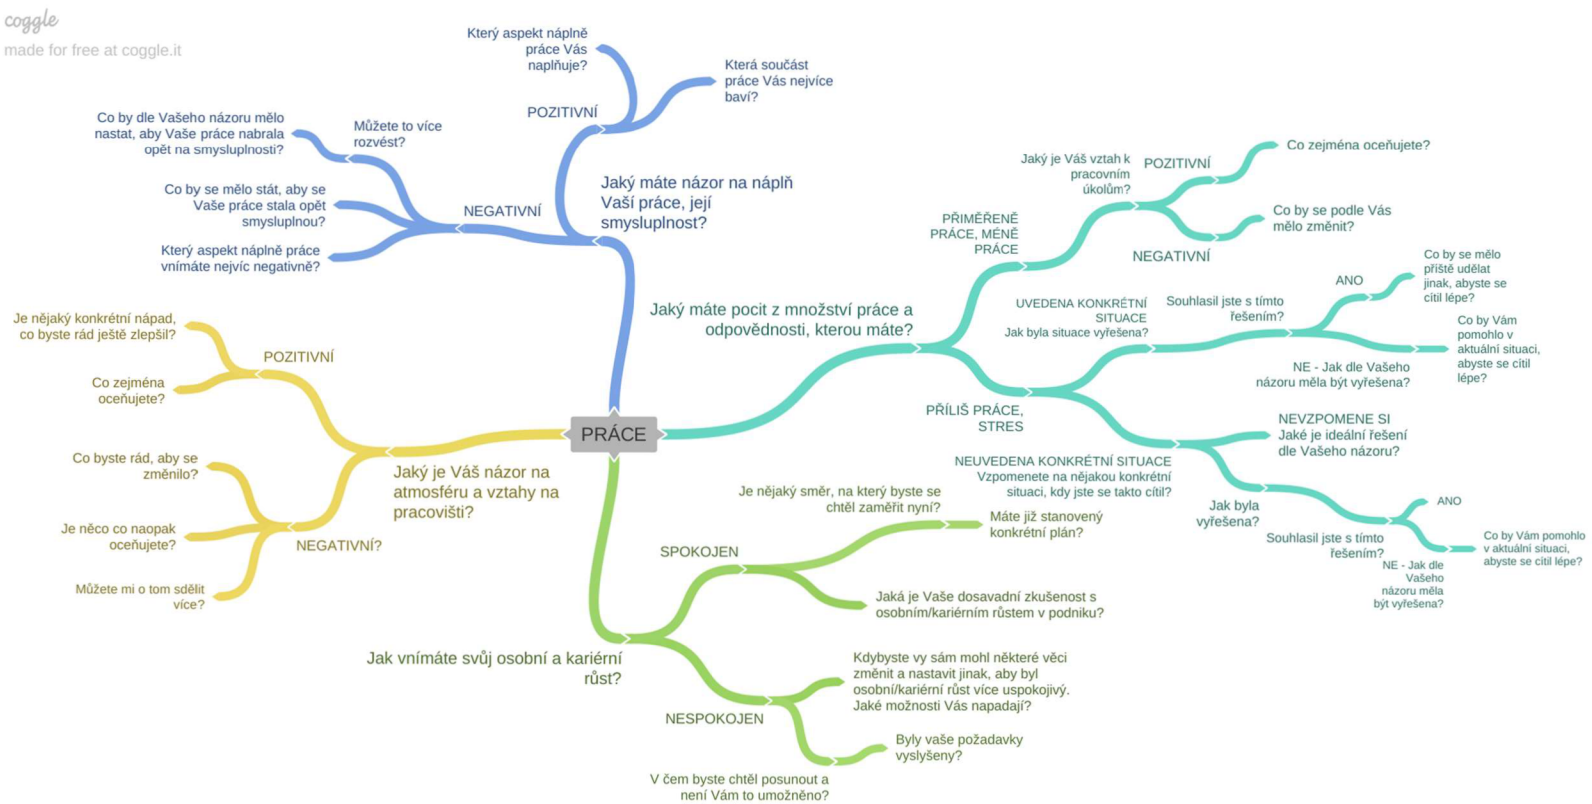 coggle
made for free at coggle.it
Který aspekt náplně
práce Vás
naplňuje?
Která součást
práce Vás nejvíce
baví?
POZITIVNÍ
Co by dle Vašeho názoru mělo
nastat, aby Vaše práce nabrala
opět na smysluplnosti?
Můžete to více
rozvést?
Co by se mělo stát, aby se
Vaše práce stala opět
smysluplnou?
Který aspekt náplně práce
vnímáte nejvíc negativně?
NEGATIVNÍ
Jaký máte názor na náplň
Vaší práce, její
smysluplnost?
Je nějaký konkrétní nápad,
co byste rád ještě zlepšil?
POZITIVNÍ
Co zejména
oceňujete?
Co byste rád, aby se
změnilo?
Je něco co naopak
oceňujete?
Můžete mi o tom sdělit
více?
NEGATIVNÍ?
Jaký je Váš názor na
atmosféru a vztahy na
pracovišti?
PRÁCE
Jaký máte pocit z množství práce a
odpovědnosti, kterou máte?
PŘIMĚŘENĚ
PRÁCE, MÉNĚ
PRÁCE
Jaký je Váš vztah k
pracovním
úkolům?
POZITIVNÍ
Co zejména oceňujete?
NEGATIVNÍ
Co by se podle Vás
mělo změnit?
PŘÍLIŠ PRÁCE,
STRES
UVEDENA KONKRÉTNÍ
SITUACE
Jak byla situace vyřešena?
Souhlasil jste s tímto
řešením?
ANO
Co by se mělo
příště udělat
jinak, abyste se
cítil lépe?
NE - Jak dle Vašeho
názoru měla být vyřešena?
Co by Vám
pomohlo v
aktuální situaci,
abyste se cítil
lépe?
NEUVEDENA KONKRÉTNÍ SITUACE
Vzpomenete na nějakou konkrétní
situaci, kdy jste se takto cítil?
NEVZPOMENE SI
Jaké je ideální řešení
dle Vašeho názoru?
Jak byla
vyřešena?
Souhlasil jste s tímto
řešením?
ANO
NE - Jak dle
Vašeho
názoru měla
být vyřešena?
Co by Vám pomohlo
v aktuální situaci,
abyste se cítil lépe?
Jak vnímáte svůj osobní a kariérní
růst?
SPOKOJEN
Je nějaký směr, na který byste se
chtěl zaměřit nyní?
Máte již stanovený
konkrétní plán?
Jaká je Vaše dosavadní zkušenost s
osobním/kariérním růstem v podniku?
NESPOKOJEN
Kdybyste vy sám mohl některé věci
změnit a nastavit jinak, aby byl
osobní/kariérní růst více uspokojivý.
Jaké možnosti Vás napadají?
V čem byste chtěl posunout a
není Vám to umožněno?
Byly vaše požadavky
vyslyšeny?